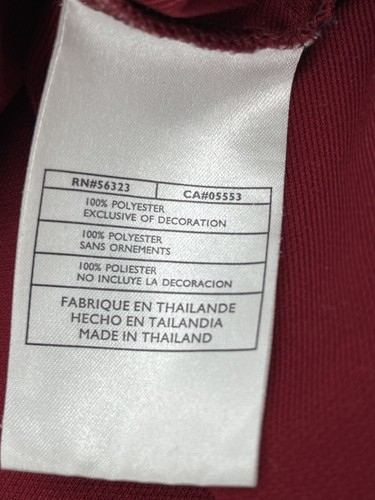 RN#56323 CA#05553
100% POLYESTER
EXCLUSIVE OF DECORATION
100% POLYESTER
SANS ORNEMENTS
100% POLIESTER
NO INCLUYE LA DECORACION
FABRIQUE EN THAILANDE
HECHO EN TAILANDIA
MADE IN THAILAND